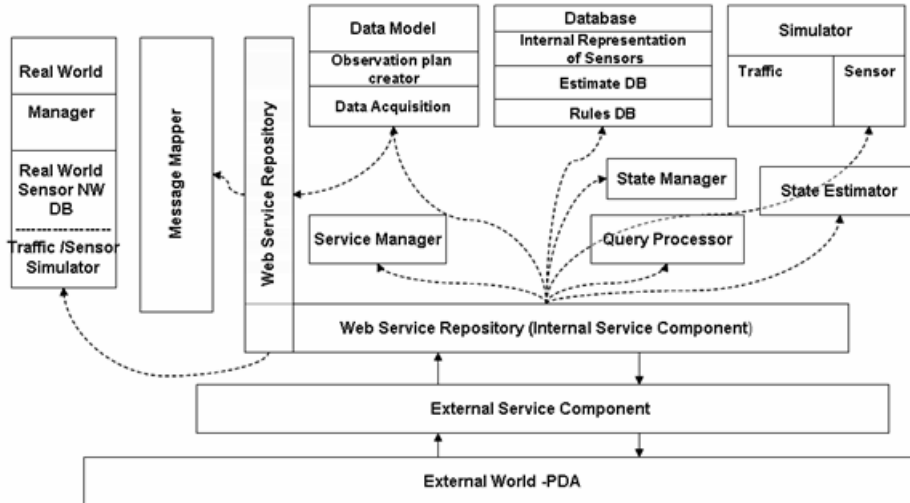 Real World
Manager
Real World
Sensor NW
DB
Traffic /Sensor
Simulator
Message Mapper
Web Service Repository
Data Model
Observation plan
creator
Data Acquisition
Database
Internal Representation
of Sensors
Estimate DB
Rules DB
Simulator
Traffic
Sensor
State Manager
State Estimator
Service Manager
Query Processor
Web Service Repository (Internal Service Component)
External Service Component
External World -PDA